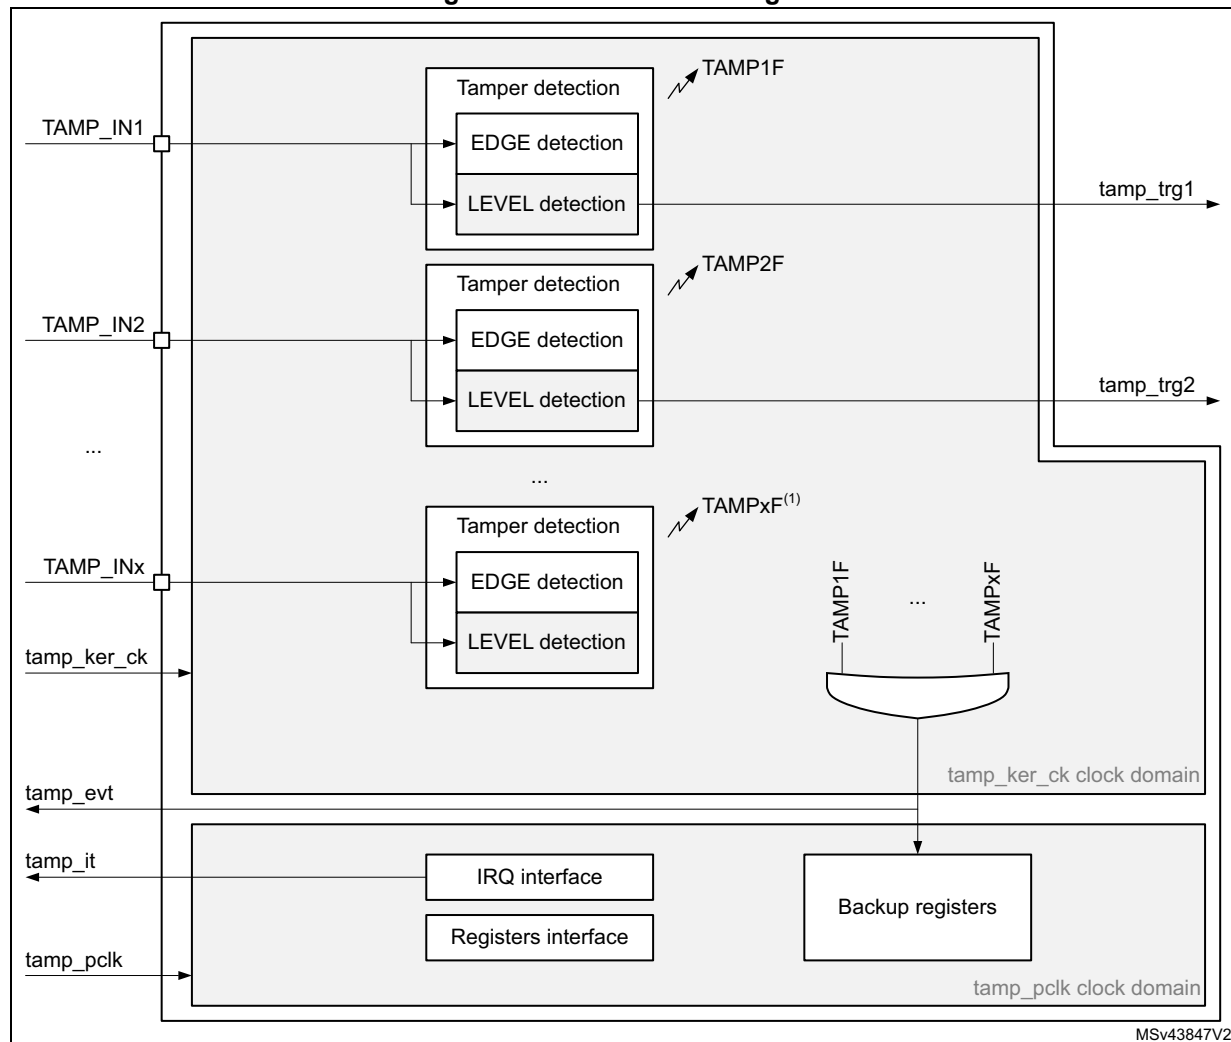 TAMP1F
Tamper detection
TAMP_IN1
EDGE detection
LEVEL detection
tamp_trg1
TAMP2F
Tamper detection
TAMP_IN2
EDGE detection
LEVEL detection
tamp_trg2
...
...
TAMPxF(1)
Tamper detection
TAMP_INx
EDGE detection
LEVEL detection
TAMP1F
...
TAMPxF
tamp_ker_ck
tamp_ker_ck clock domain
tamp_evt
tamp_it
IRQ interface
Backup registers
Registers interface
tamp_pclk
tamp_pclk clock domain
MSv43847V2